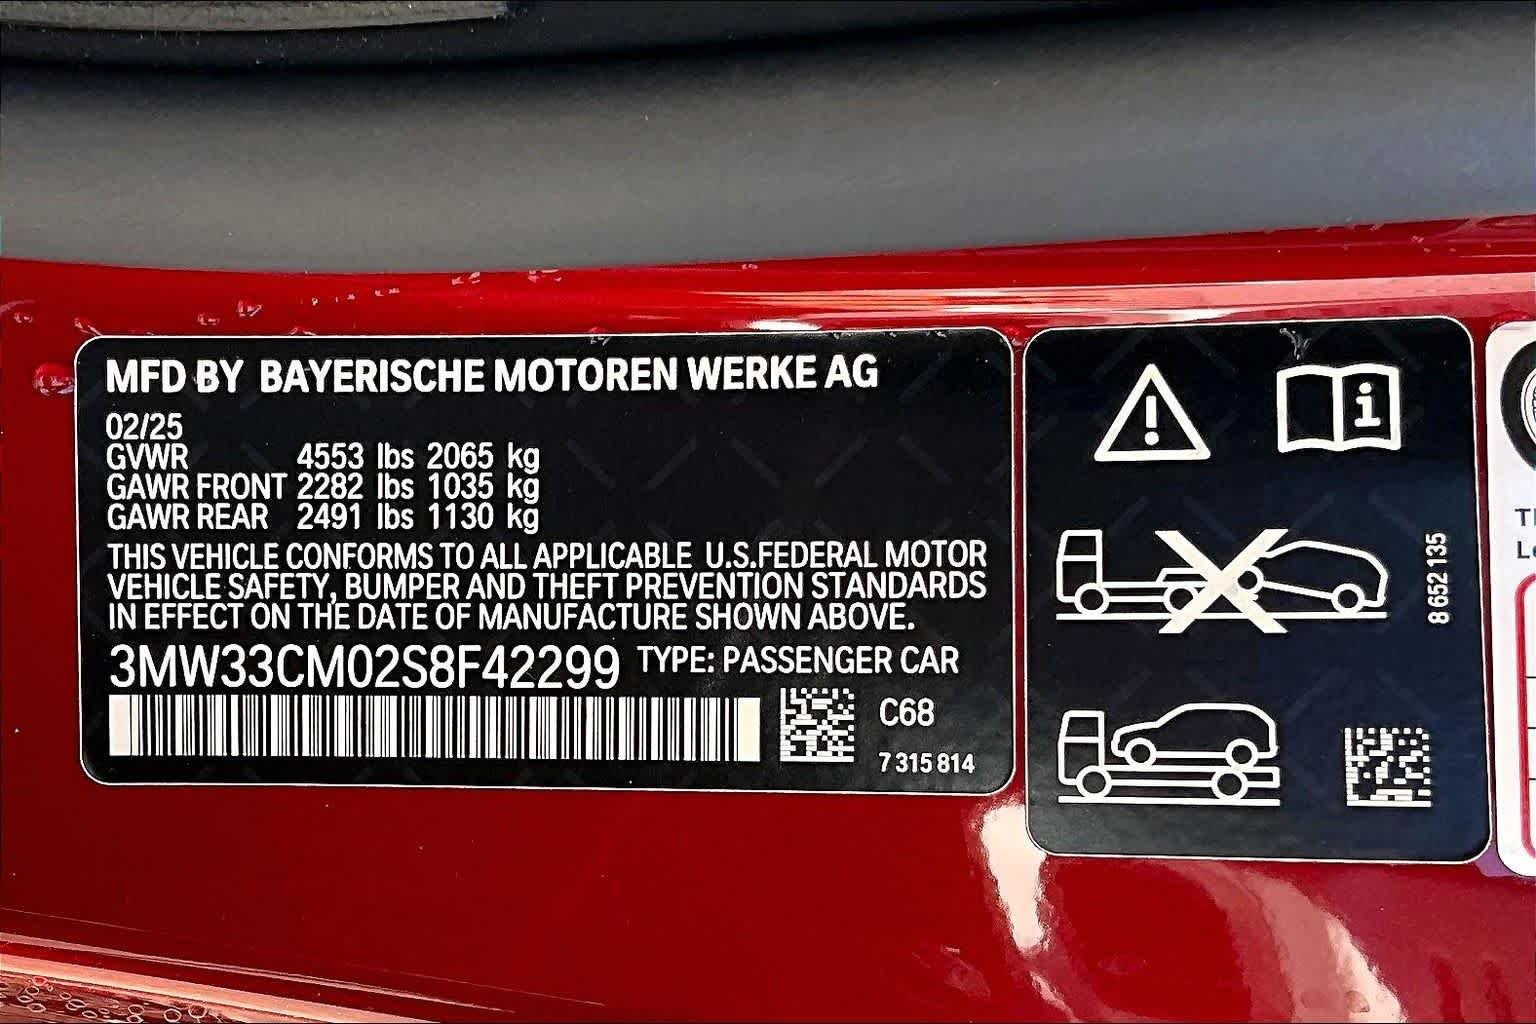 MFD BY BAYERISCHE MOTOREN WERKE AG
02/25
GVWR 4553 lbs 2065 kg
GAWR FRONT 2282 lbs 1035 kg
GAWR REAR 2491 lbs 1130 kg
THIS VEHICLE CONFORMS TO ALL APPLICABLE U.S.FEDERAL MOTOR
VEHICLE SAFETY, BUMPER AND THEFT PREVENTION STANDARDS
IN EFFECT ON THE DATE OF MANUFACTURE SHOWN ABOVE.
3MW33CM02S8F42299 TYPE: PASSENGER CAR
C68
7 315 814
8 652 135